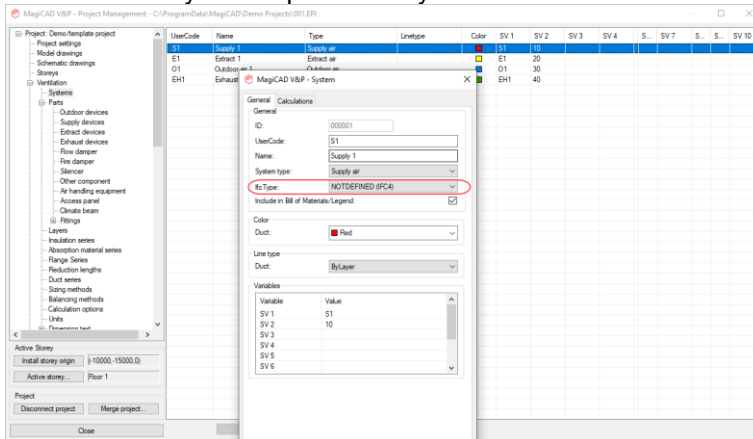 MagiCAD V&P - Project Management - C:\ProgramData\MagiCAD\Demo Projects\001.EPJ
Project: Demo/template project
Project settings
Model drawings
Schematic drawings
Storeys
Ventilation
Systems
Parts
Outdoor devices
Supply devices
Extract devices
Exhaust devices
Flow damper
Fire damper
Silencer
Other component
Air handling equipment
Access panel
Climate beam
Fittings
Layers
Insulation series
Absorption material series
Flange Series
Reduction lengths
Duct series
Sizing methods
Balancing methods
Calculation options
Units
Dimension text
Active Storey
Install storey origin (-10000,-15000,0)
Active storey... Floor 1
Project
Disconnect project Merge project...
Close
UserCode Name Type Linetype Color SV 1 SV 2 SV 3 SV 4 S... SV 7 S... S... SV 10
S1 Supply 1 Supply air S1 10
E1 Extract 1 Extract air E1 20
O1 Outdoor air 1 Outdoor air O1 30
EH1 Exhaust EH1 40
MagiCAD V&P - System
General Calculations
General
ID: 000001
UserCode: S1
Name: Supply 1
System type: Supply air
IfcType: NOTDEFINED (IFC4)
Include in Bill of Materials/Legend:
Color
Duct: Red
Line type
Duct: ByLayer
Variables
Variable Value
SV 1 S1
SV 2 10
SV 3
SV 4
SV 5
SV 6